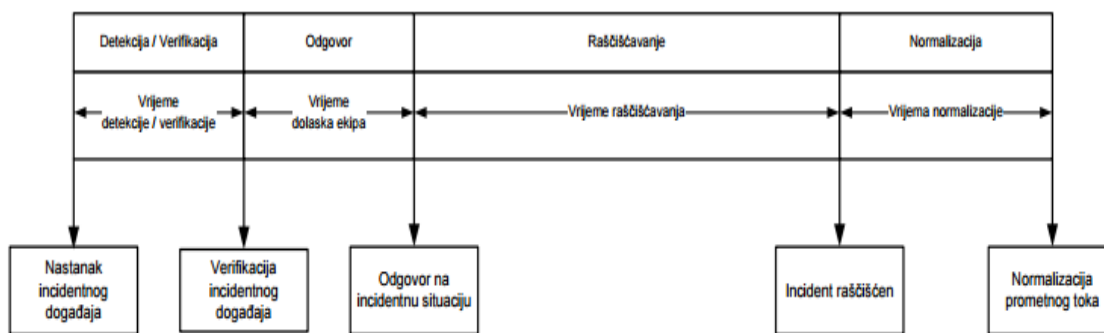 Detekcija / Verifikacija
Odgovor
Raščišćavanje
Normalizacija
Vrijeme
detekcije / verifikacije
Vrijeme
dolaska ekipa
Vrijeme raščišćavanja
Vrijema normalizacije
Nastanak
incidentnog
događaja
Verifikacija
incidentnog
događaja
Odgovor na
incidentnu situaciju
Incident raščišćen
Normalizacija
prometnog toka